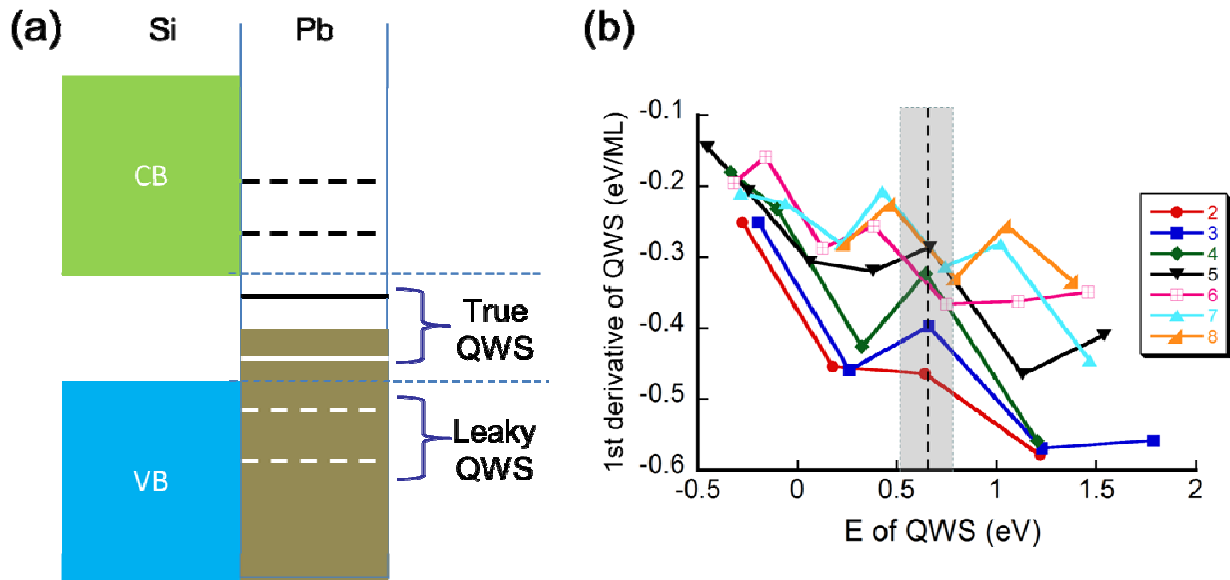 (a)
Si
Pb
CB
VB
True
QWS
Leaky
QWS
(b)
1st derivative of QWS (eV/ML)
-0.1
-0.2
-0.3
-0.4
-0.5
-0.6
-0.5
0
0.5
1
1.5
2
E of QWS (eV)
2
3
4
5
6
7
8